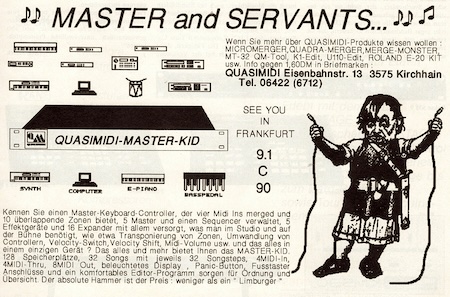 MASTER and SERVANTS...
Wenn Sie mehr über QUASIMIDI-Produkte wissen wollen :
MICROMERGER,QUADRA-MERGER,MERGE-MONSTER,
MT-32 QM-Tool, K1-Edit, U110-Edit, ROLAND E-20 KIT
usw. Info gegen 1,60DM in Briefmarken :
QUASIMIDI Eisenbahnstr. 13 3575 Kirchhain
Tel. 06422 (6712)
QUASIMIDI-MASTER-KID
SEE YOU
IN
FRANKFURT
9.1
C
90
SYNTH
COMPUTER
E-PIANO
BASSPEDAL
Kennen Sie einen Master-Keyboard-Controller, der vier Midi Ins merged und
10 überlappende Zonen bietet, 5 Master und einen Sequencer verwaltet, 5
Effektgeräte und 16 Expander mit allem versorgt, was man im Studio und auf
der Bühne benötigt, wie etwa Transponierung von Zonen, Umwandlung von
Controllern, Velocity-Switch,Velocity Shift, Midi-Volume usw. und das alles in
einem einzigen Gerät ? Das alles und mehr bietet Ihnen das MASTER-KID.
128 Speicherplätze, 32 Songs mit jeweils 32 Songsteps, 4MIDI-In,
4MIDI-Thru, 8MIDI Out, beleuchtetes Display , Panic-Button, Fusstaster
Anschlüsse und ein komfortables Editor-Programm sorgen für Ordnung und
Übersicht. Der absolute Hammer ist der Preis : weniger als ein " Limburger "